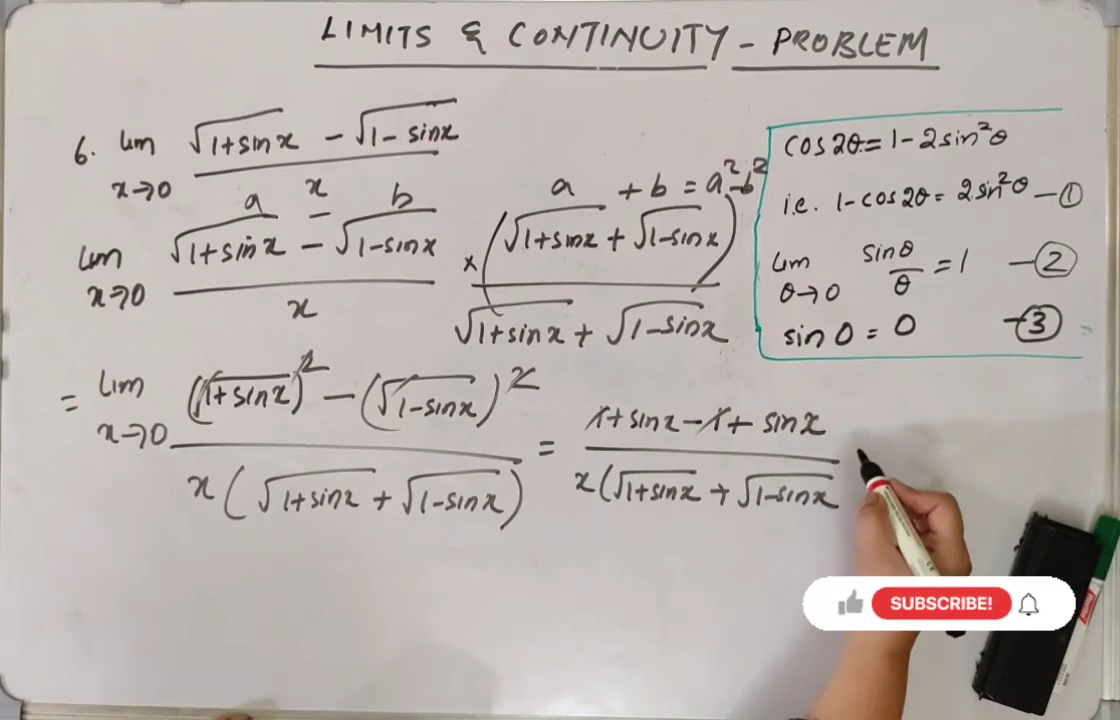 LIMITS & CONTINUITY - PROBLEM
6. lim x→0 √(1+sinx) - √(1-sinx) / x
a - b
lim x→0 √(1+sinx) - √(1-sinx) / x × (√(1+sinx) + √(1-sinx)) / √(1+sinx) + √(1-sinx)
a + b = a²-b²
= lim x→0 (√(1+sinx))² - (√(1-sinx))² / x(√(1+sinx) + √(1-sinx)) = 1+sinx-1+sinx / x(√(1+sinx) + √(1-sinx)
cos2θ = 1-2sin²θ
i.e. 1-cos2θ = 2sin²θ -①
lim θ→0 sinθ/θ = 1 -②
sin0 = 0 -③
SUBSCRIBE!